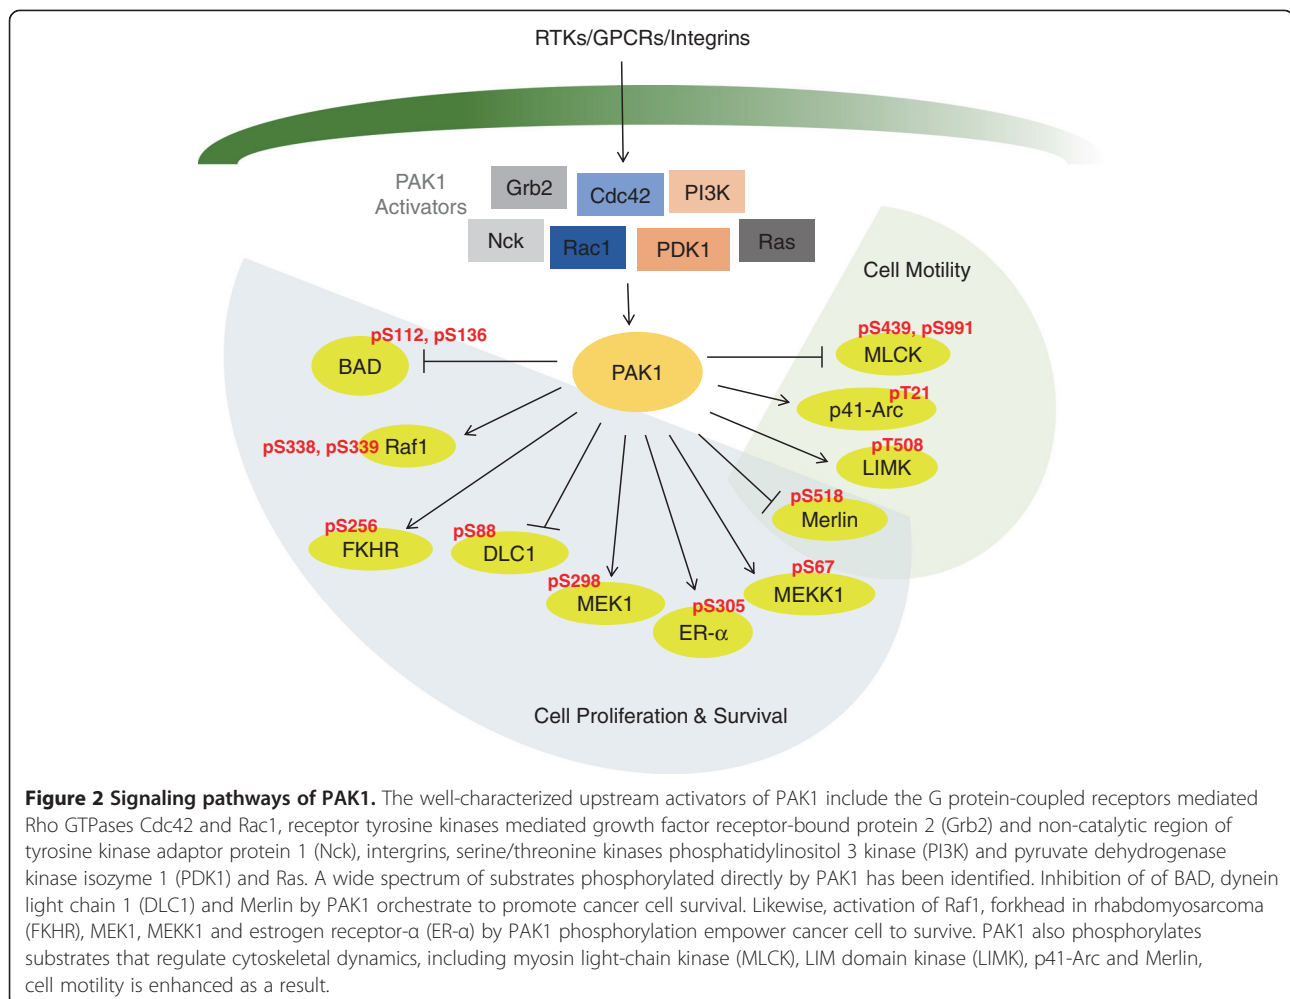 RTKs/GPCRs/Integrins
PAK1
Activators
Grb2
Cdc42
PI3K
Nck
Rac1
PDK1
Ras
Cell Motility
pS112, pS136
BAD
PAK1
pS439, pS991
MLCK
pT21
p41-Arc
pS338, pS339 Raf1
pT508
LIMK
pS518
Merlin
pS256
FKHR
pS88
DLC1
pS298
MEK1
pS305
ER-α
pS67
MEKK1
Cell Proliferation & Survival
Figure 2 Signaling pathways of PAK1. The well-characterized upstream activators of PAK1 include the G protein-coupled receptors mediated
Rho GTPases Cdc42 and Rac1, receptor tyrosine kinases mediated growth factor receptor-bound protein 2 (Grb2) and non-catalytic region of
tyrosine kinase adaptor protein 1 (Nck), intergrins, serine/threonine kinases phosphatidylinositol 3 kinase (PI3K) and pyruvate dehydrogenase
kinase isozyme 1 (PDK1) and Ras. A wide spectrum of substrates phosphorylated directly by PAK1 has been identified. Inhibition of of BAD, dynein
light chain 1 (DLC1) and Merlin by PAK1 orchestrate to promote cancer cell survival. Likewise, activation of Raf1, forkhead in rhabdomyosarcoma
(FKHR), MEK1, MEKK1 and estrogen receptor-α (ER-α) by PAK1 phosphorylation empower cancer cell to survive. PAK1 also phosphorylates
substrates that regulate cytoskeletal dynamics, including myosin light-chain kinase (MLCK), LIM domain kinase (LIMK), p41-Arc and Merlin,
cell motility is enhanced as a result.